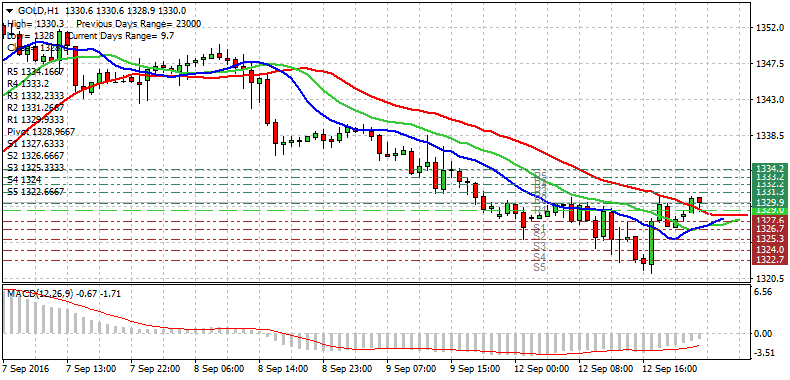 GOLD,H1 1330.6 1330.6 1328.9 1330.0
High= 1330.3 Previous Days Range= 23000
1328 Current Days Range= 9.7
R5 1334.1667
R4 1333.2
R3 1332.2333
R2 1331.2667
R1 1329.9333
Pivot 1328.9667
S1 1327.6333
S2 1326.6667
S3 1325.3333
S4 1324
S5 1322.6667
R5
S1
S2
S3
S4
S5
1352.0
1347.5
1343.0
1338.5
1334.2
1333.2
1332.2
1331.3
1329.9
1329.0
1327.6
1326.7
1325.3
1324.0
1322.7
1320.5
MACD(12,26,9) -0.67 -1.71
6.56
0.00
-3.51
7 Sep 2016 7 Sep 13:00 7 Sep 22:00 8 Sep 06:00 8 Sep 14:00 8 Sep 23:00 9 Sep 07:00 9 Sep 15:00 12 Sep 00:00 12 Sep 08:00 12 Sep 16:00